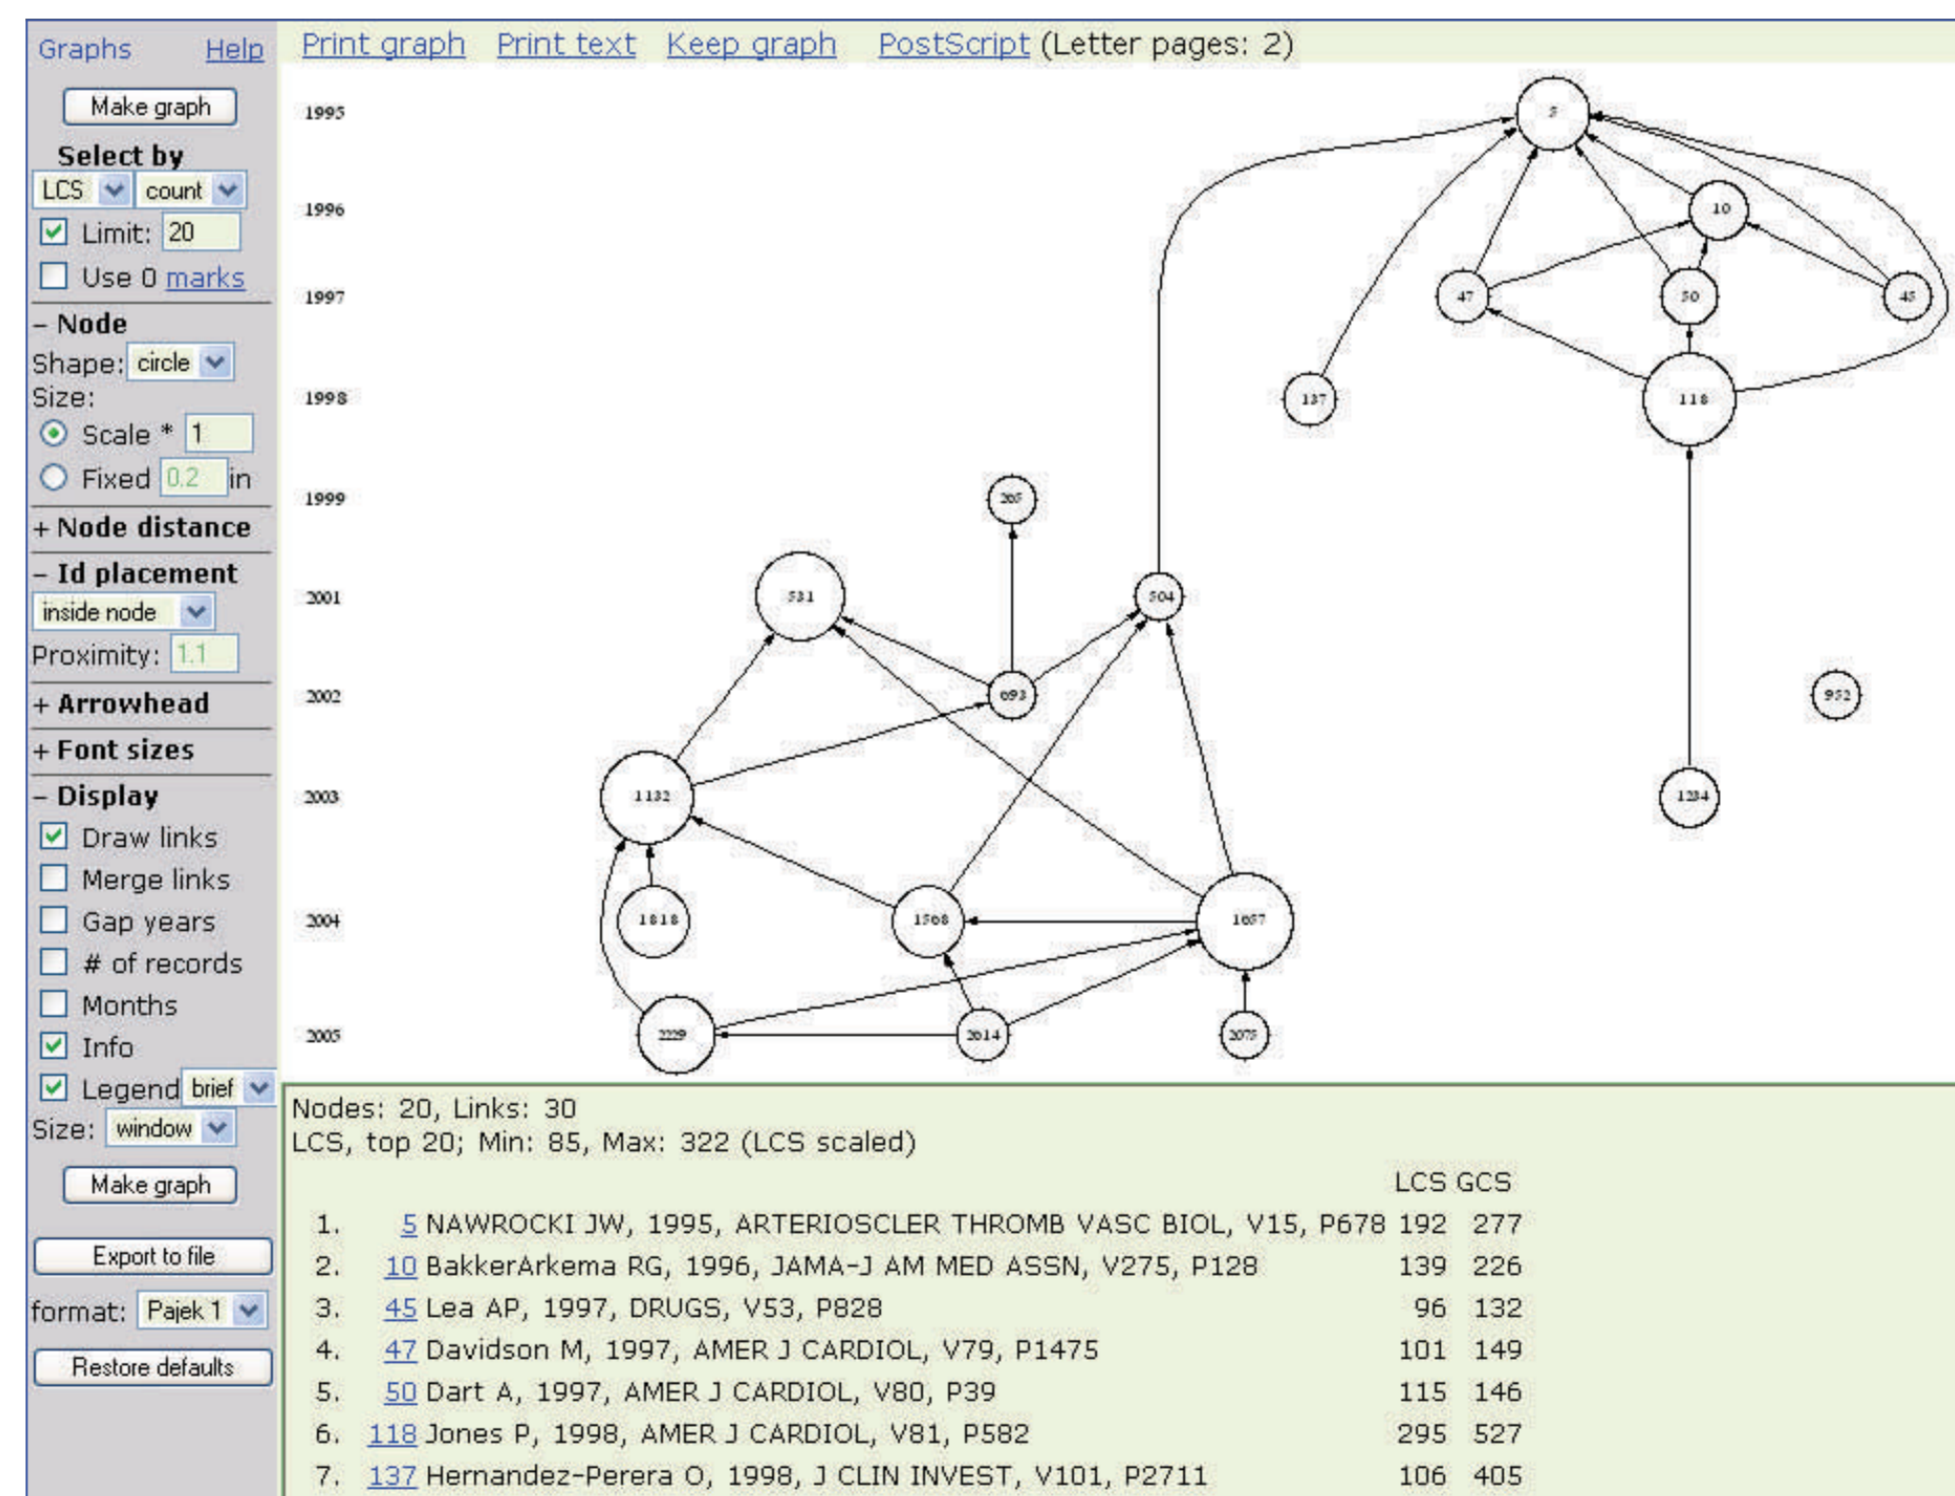 Graphs Help
Make graph
Select by
LCS count
Limit: 20
Use 0 marks
– Node
Shape: circle
Size:
Scale * 1
Fixed 0.2 in
+ Node distance
– Id placement
inside node
Proximity: 1.1
+ Arrowhead
+ Font sizes
– Display
Draw links
Merge links
Gap years
# of records
Months
Info
Legend brief
Size: window
Make graph
Export to file
format: Pajek 1
Restore defaults
Print graph Print text Keep graph PostScript (Letter pages: 2)
1995
5
1996
10
1997
47 50 45
1998
137 118
1999
265
2001
531 504
2002
693 952
2003
1132 1234
2004
1818 1568 1657
2005
2229 2614 2075
Nodes: 20, Links: 30
LCS, top 20; Min: 85, Max: 322 (LCS scaled)
LCS GCS
1. 5 NAWROCKI JW, 1995, ARTERIOSCLER THROMB VASC BIOL, V15, P678 192 277
2. 10 BakkerArkema RG, 1996, JAMA-J AM MED ASSN, V275, P128 139 226
3. 45 Lea AP, 1997, DRUGS, V53, P828 96 132
4. 47 Davidson M, 1997, AMER J CARDIOL, V79, P1475 101 149
5. 50 Dart A, 1997, AMER J CARDIOL, V80, P39 115 146
6. 118 Jones P, 1998, AMER J CARDIOL, V81, P582 295 527
7. 137 Hernandez-Perera O, 1998, J CLIN INVEST, V101, P2711 106 405